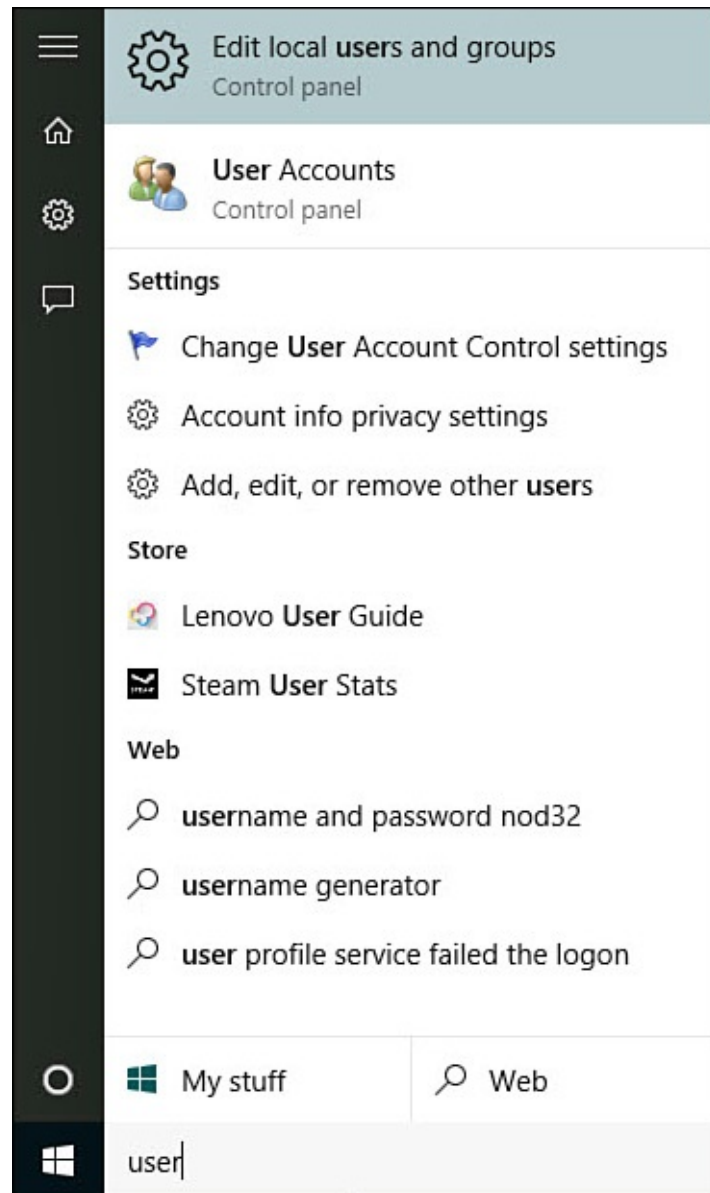 Edit local users and groups
Control panel
User Accounts
Control panel
Settings
Change User Account Control settings
Account info privacy settings
Add, edit, or remove other users
Store
Lenovo User Guide
STEAM
Steam User Stats
Web
username and password nod32
username generator
user profile service failed the logon
My stuff
Web
user